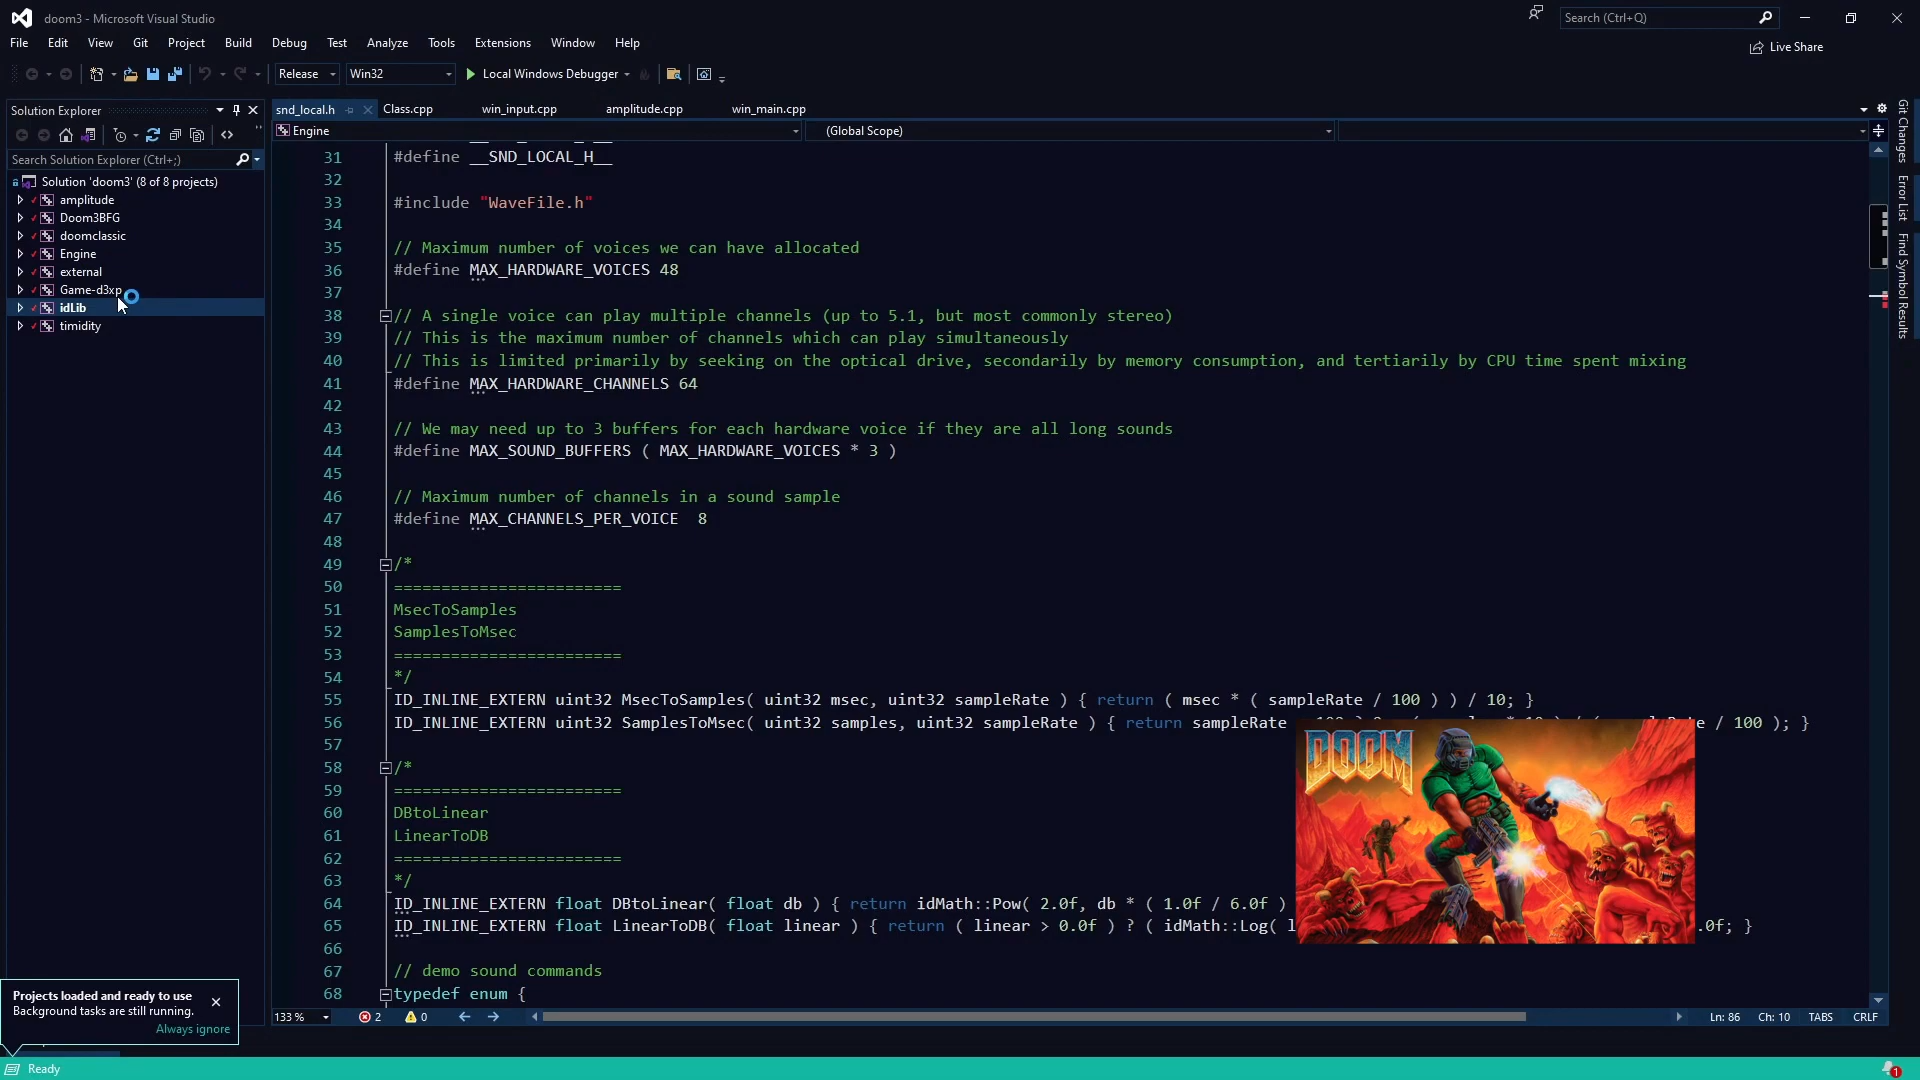 doom3 - Microsoft Visual Studio
Search (Ctrl+Q)
File Edit View Git Project Build Debug Test Analyze Tools Extensions Window Help
Live Share
Release Win32 Local Windows Debugger
Solution Explorer
Search Solution Explorer (Ctrl+;)
Solution 'doom3' (8 of 8 projects)
amplitude
Doom3BFG
doomclassic
Engine
external
Game-d3xp
idLib
timidity
snd_local.h Class.cpp win_input.cpp amplitude.cpp win_main.cpp
Engine (Global Scope)
31 #define __SND_LOCAL_H__
32
33 #include "WaveFile.h"
34
35 // Maximum number of voices we can have allocated
36 #define MAX_HARDWARE_VOICES 48
37
38 // A single voice can play multiple channels (up to 5.1, but most commonly stereo)
39 // This is the maximum number of channels which can play simultaneously
40 // This is limited primarily by seeking on the optical drive, secondarily by memory consumption, and tertiarily by CPU time spent mixing
41 #define MAX_HARDWARE_CHANNELS 64
42
43 // We may need up to 3 buffers for each hardware voice if they are all long sounds
44 #define MAX_SOUND_BUFFERS ( MAX_HARDWARE_VOICES * 3 )
45
46 // Maximum number of channels in a sound sample
47 #define MAX_CHANNELS_PER_VOICE 8
48
49 /*
50 ========================
51 MsecToSamples
52 SamplesToMsec
53 ========================
54 */
55 ID_INLINE_EXTERN uint32 MsecToSamples( uint32 msec, uint32 sampleRate ) { return ( msec * ( sampleRate / 100 ) ) / 10; }
56 ID_INLINE_EXTERN uint32 SamplesToMsec( uint32 samples, uint32 sampleRate ) { return sampleRate / 100 ); }
57
58 /*
59 ========================
60 DBtoLinear
61 LinearToDB
62 ========================
63 */
64 ID_INLINE_EXTERN float DBtoLinear( float db ) { return idMath::Pow( 2.0f, db * ( 1.0f / 6.0f )
65 ID_INLINE_EXTERN float LinearToDB( float linear ) { return ( linear > 0.0f ) ? ( idMath::Log( l .0f; }
66
67 // demo sound commands
68 typedef enum {
DOOM
Git Changes
Error List
Find Symbol Results
Projects loaded and ready to use
Background tasks are still running.
Always ignore
133 % 2 0 Ln: 86 Ch: 10 TABS CRLF
Ready
1